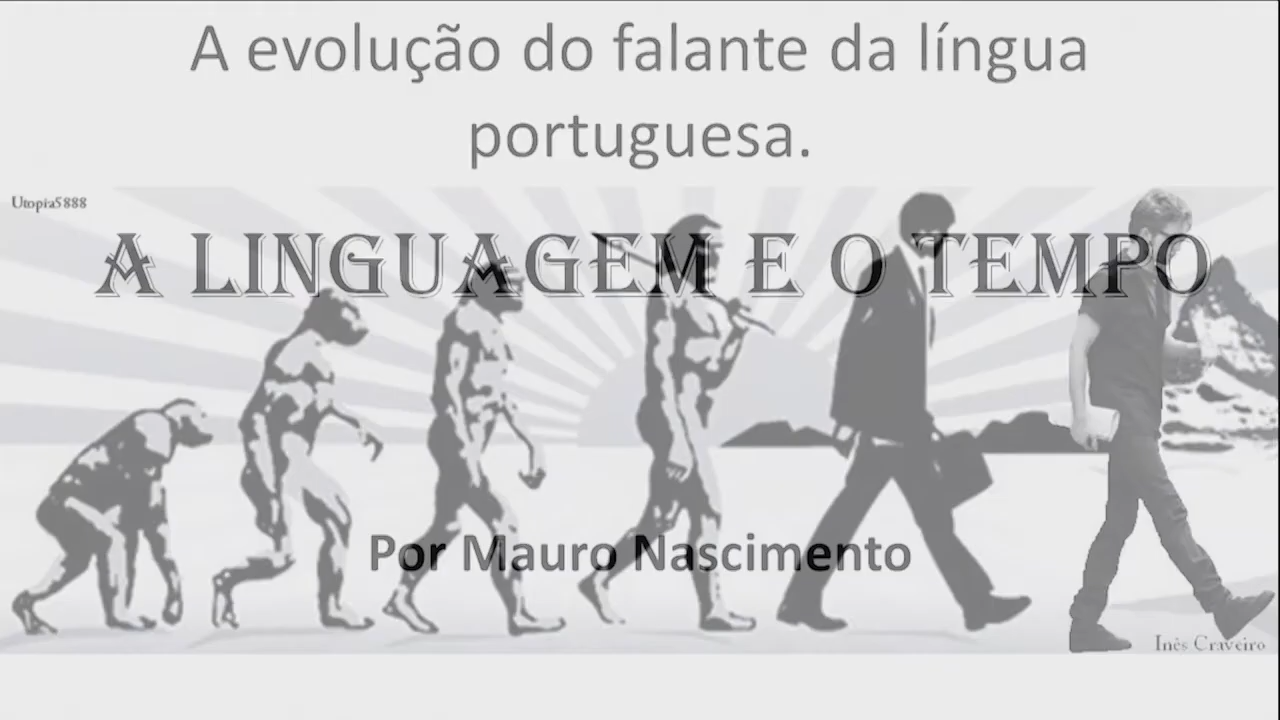 A evolução do falante da língua
portuguesa.
Utopia5888
A LINGUAGEM E O TEMPO
Por Mauro Nascimento
Inês Craveiro